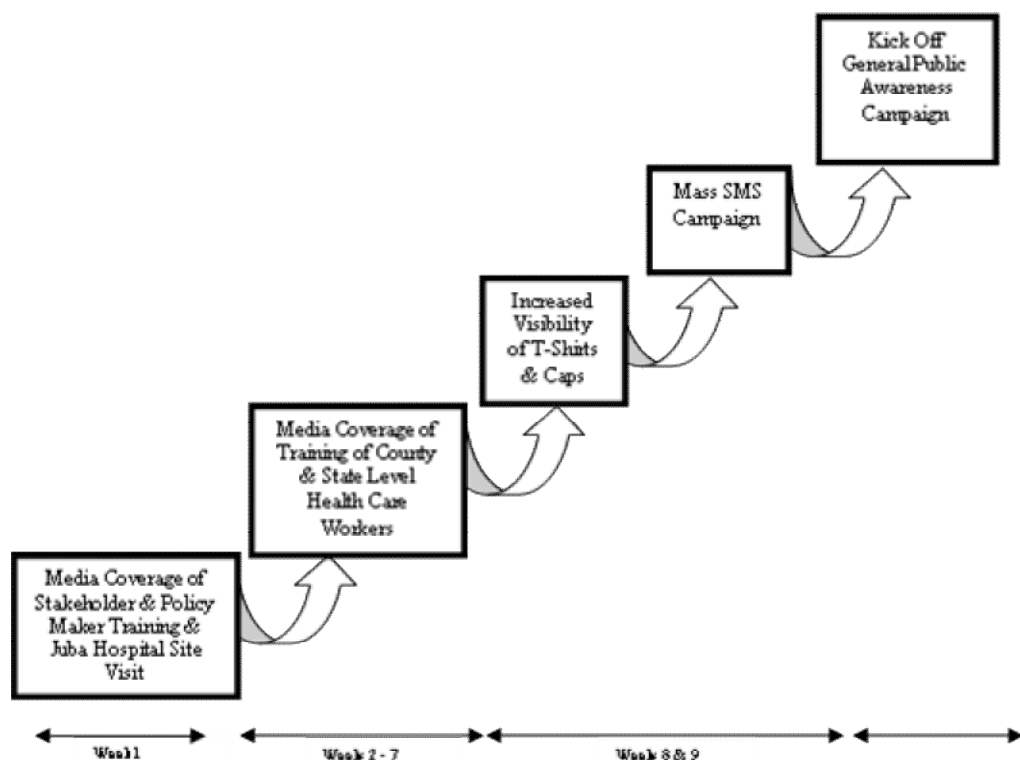 Kick Off
General Public
Awareness
Campaign
Mass SMS
Campaign
Increased
Visibility
of T-Shirts
& Caps
Media Coverage of
Training of County
& State Level
Health Care
Workers
Media Coverage of
Stakeholder & Policy
Maker Training &
Juba Hospital Site
Visit
Week 1
Weeks 2 - 7
Weeks 8 & 9